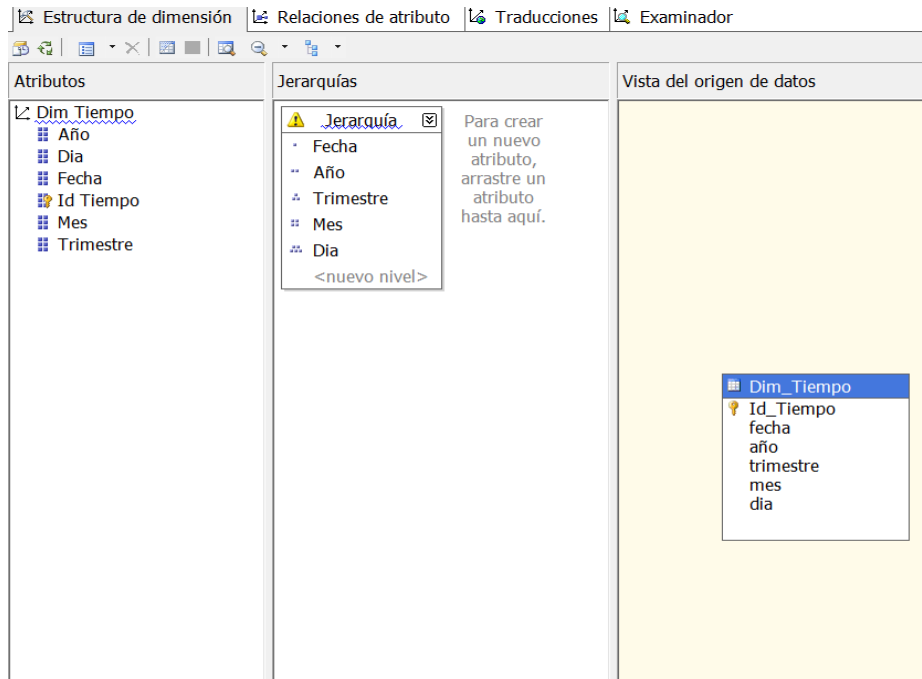 Estructura de dimensión Relaciones de atributo Traducciones Examinador
Atributos
Dim Tiempo
Año
Dia
Fecha
Id Tiempo
Mes
Trimestre
Jerarquías
Jerarquía
Fecha
Año
Trimestre
Mes
Dia
<nuevo nivel>
Para crear
un nuevo
atributo,
arrastre un
atributo
hasta aquí.
Vista del origen de datos
Dim_Tiempo
Id_Tiempo
fecha
año
trimestre
mes
dia